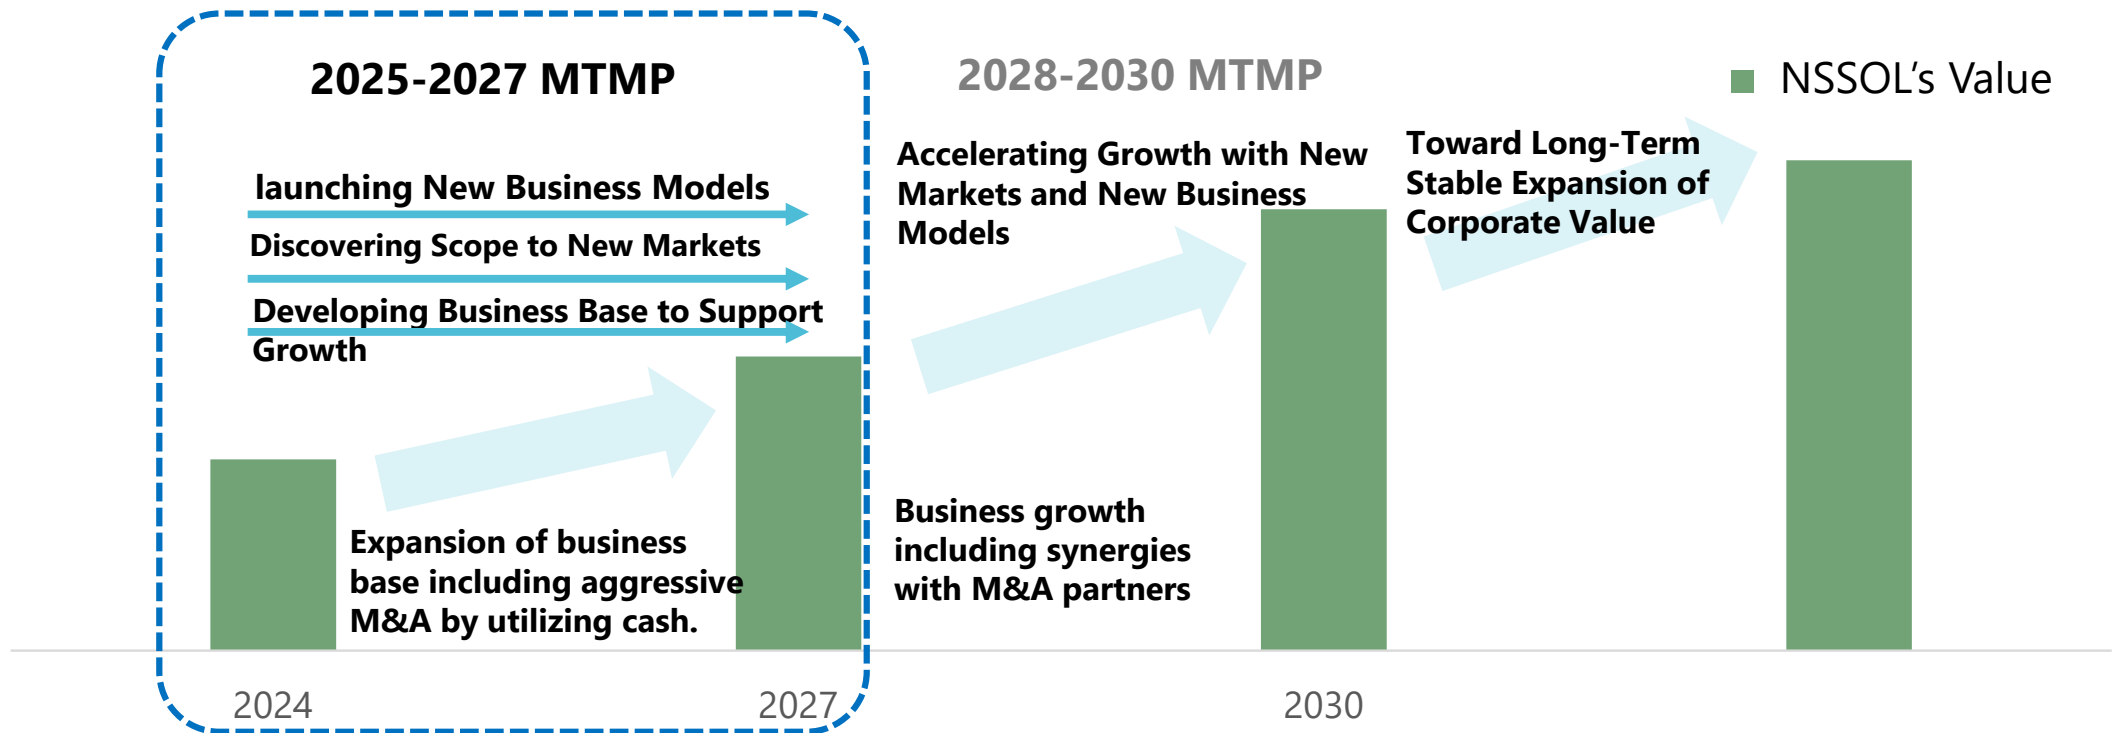 2025-2027 MTMP
2028-2030 MTMP
NSSOL’s Value
launching New Business Models
Discovering Scope to New Markets
Developing Business Base to Support
Growth
Accelerating Growth with New
Markets and New Business
Models
Toward Long-Term
Stable Expansion of
Corporate Value
Expansion of business
base including aggressive
M&A by utilizing cash.
Business growth
including synergies
with M&A partners
2024
2027
2030